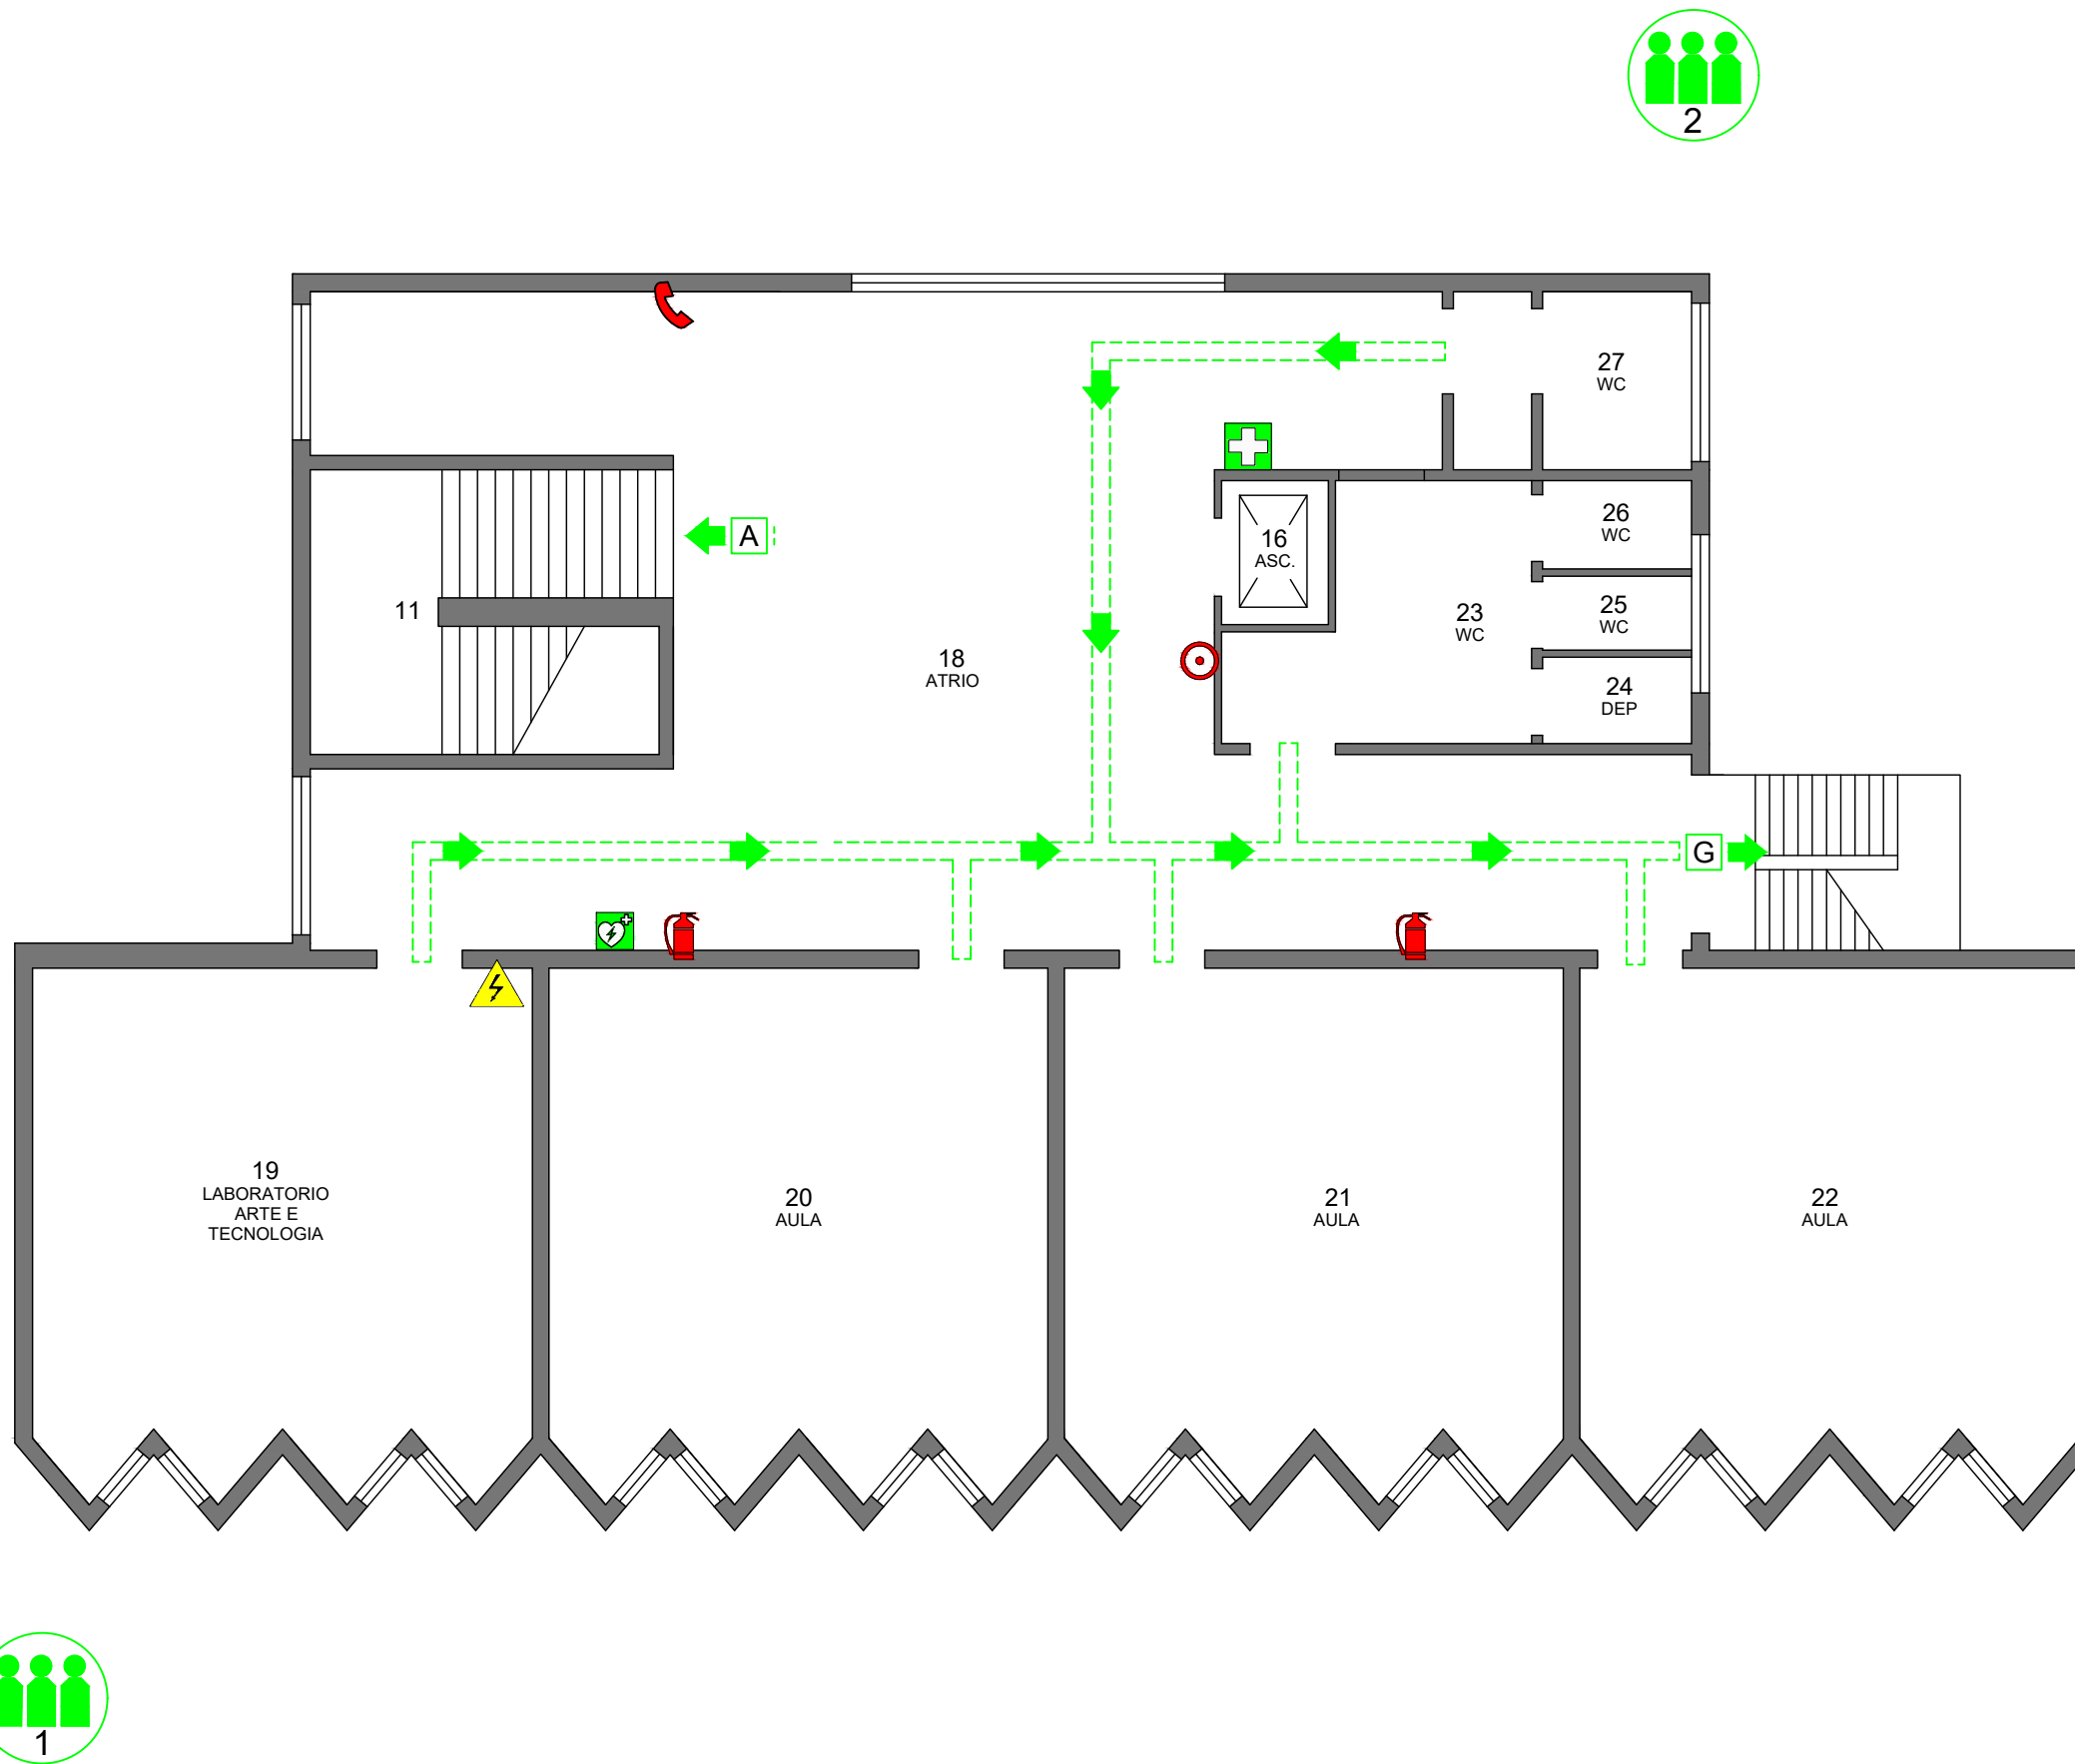 2
27
WC
A
16
ASC.
26
WC
11
25
WC
23
WC
18
ATRIO
24
DEP
G
19
LABORATORIO
ARTE E
TECNOLOGIA
20
AULA
21
AULA
22
AULA
1